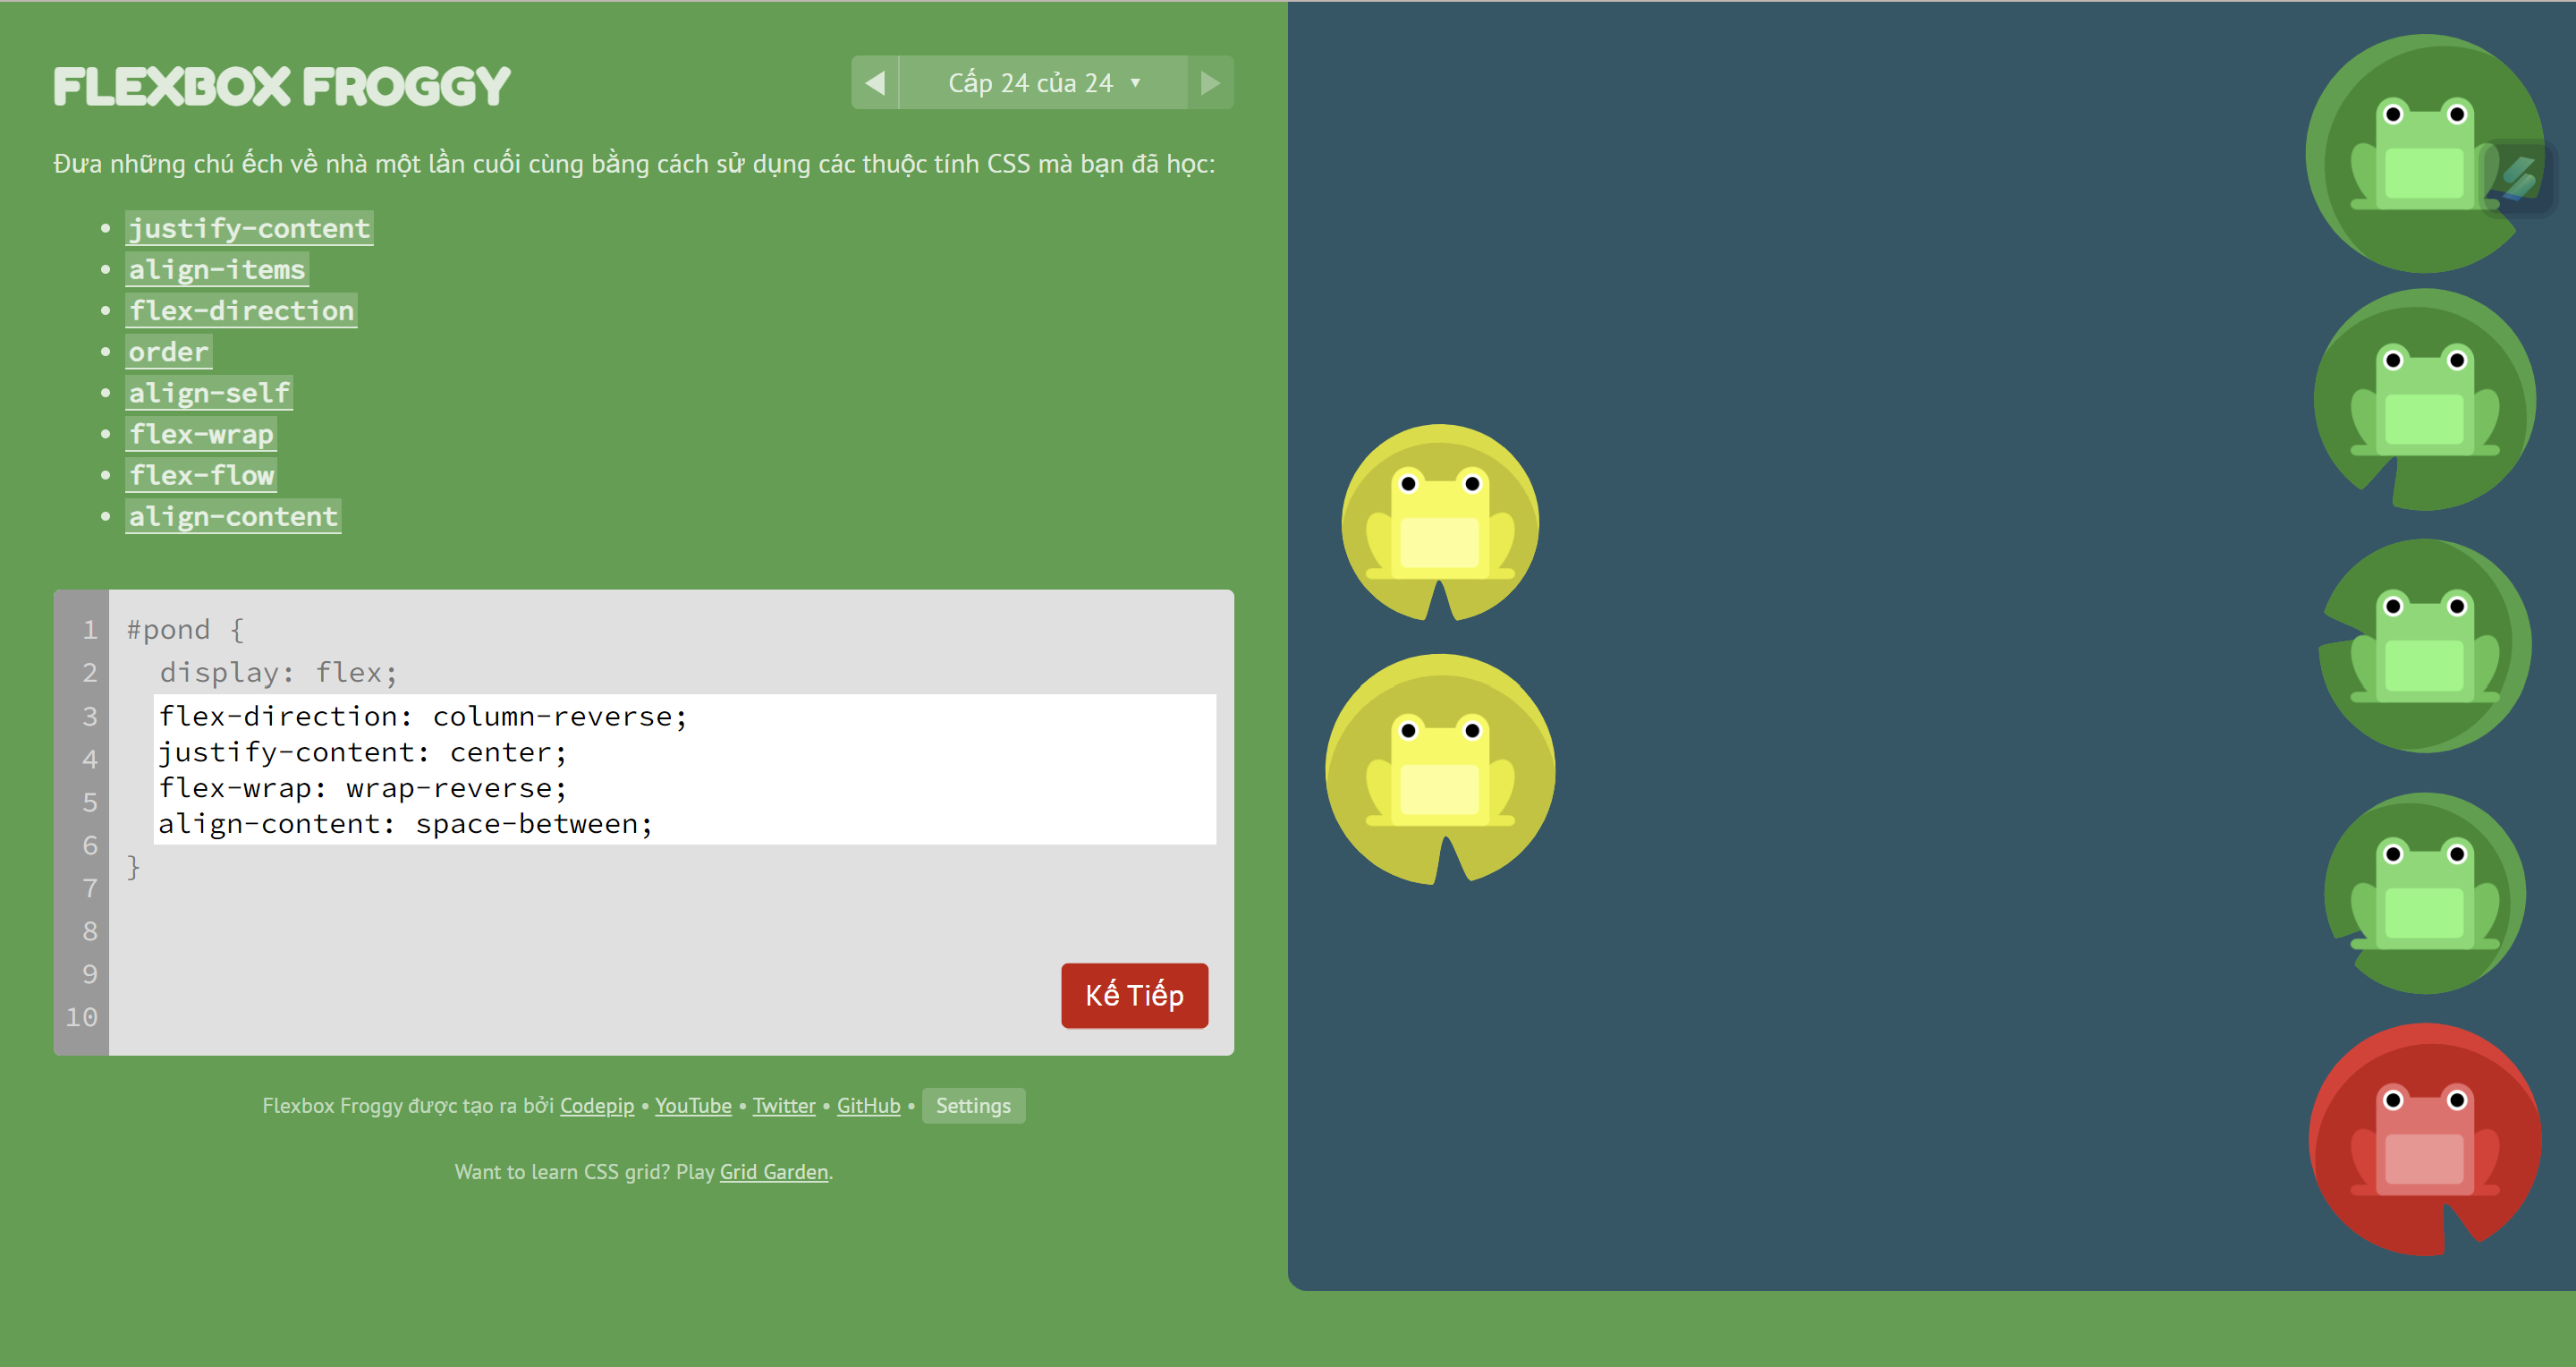 FLEXBOX FROGGY
Cấp 24 của 24 ▼
Đưa những chú ếch về nhà một lần cuối cùng bằng cách sử dụng các thuộc tính CSS mà bạn đã học:
• justify-content
• align-items
• flex-direction
• order
• align-self
• flex-wrap
• flex-flow
• align-content
1 #pond {
2 display: flex;
3 flex-direction: column-reverse;
4 justify-content: center;
5 flex-wrap: wrap-reverse;
6 align-content: space-between;
7 }
8
9
10
Kế Tiếp
Flexbox Froggy được tạo ra bởi Codepip • YouTube • Twitter • GitHub • Settings
Want to learn CSS grid? Play Grid Garden.